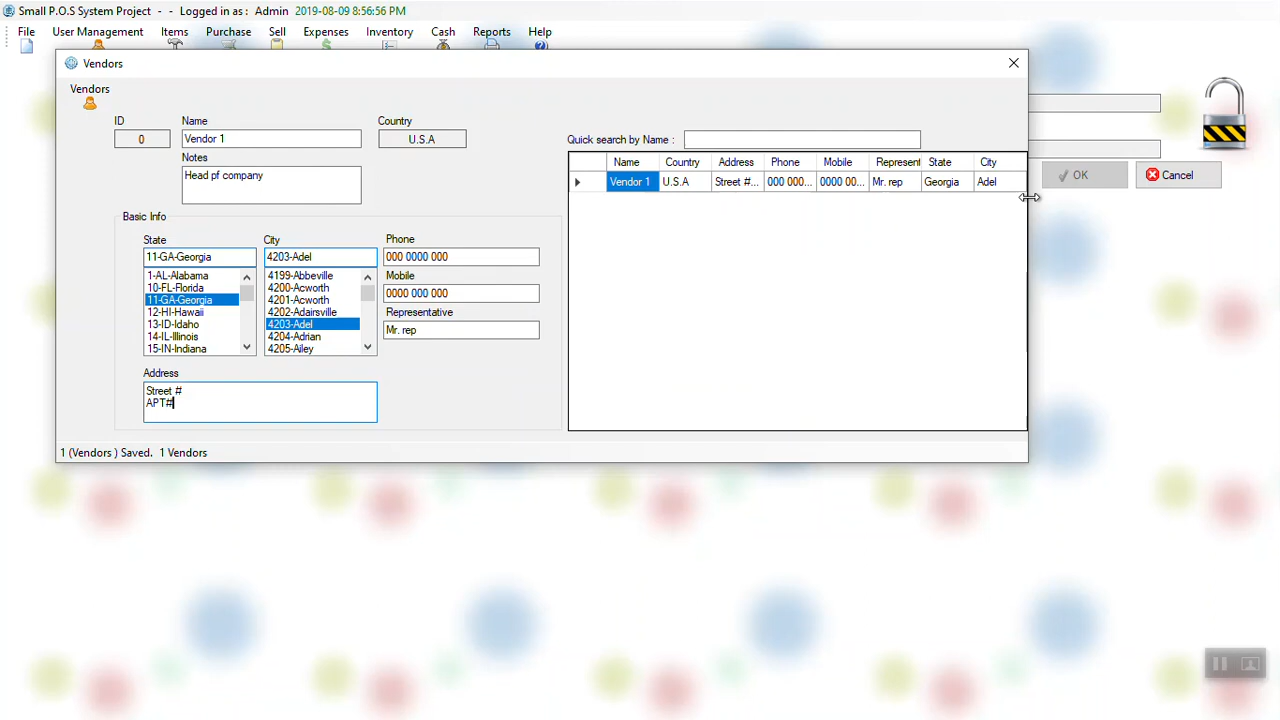 Small P.O.S System Project - - Logged in as : Admin 2019-08-09 8:56:56 PM
File User Management Items Purchase Sell Expenses Inventory Cash Reports Help
Vendors
Vendors
ID Name Country
0 Vendor 1 U.S.A
Notes
Head pf company
Basic Info
State City Phone
11-GA-Georgia 4203-Adel 000 0000 000
1-AL-Alabama 4199-Abbeville Mobile
10-FL-Florida 4200-Acworth 0000 000 000
11-GA-Georgia 4201-Acworth
12-HI-Hawaii 4202-Adairsville Representative
13-ID-Idaho 4203-Adel Mr. rep
14-IL-Illinois 4204-Adrian
15-IN-Indiana 4205-Ailey
Address
Street #
APT#
Quick search by Name :
Name Country Address Phone Mobile Represent State City
Vendor 1 U.S.A Street #... 000 000... 0000 00... Mr. rep Georgia Adel
OK Cancel
1 (Vendors ) Saved. 1 Vendors